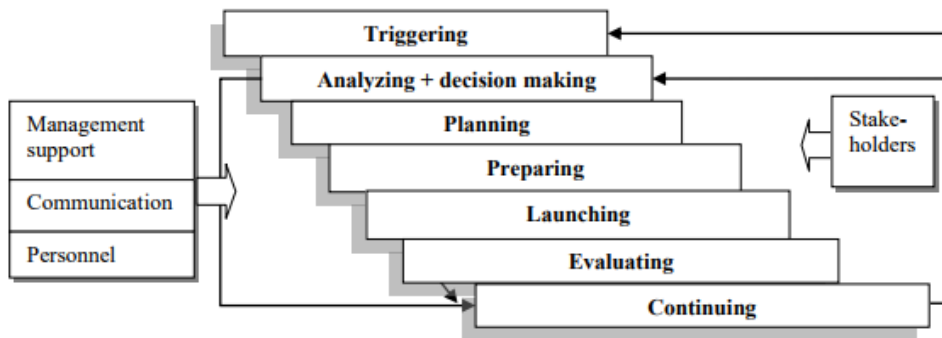 Triggering
Analyzing + decision making
Planning
Preparing
Launching
Evaluating
Continuing
Management
support
Communication
Personnel
Stake-
holders